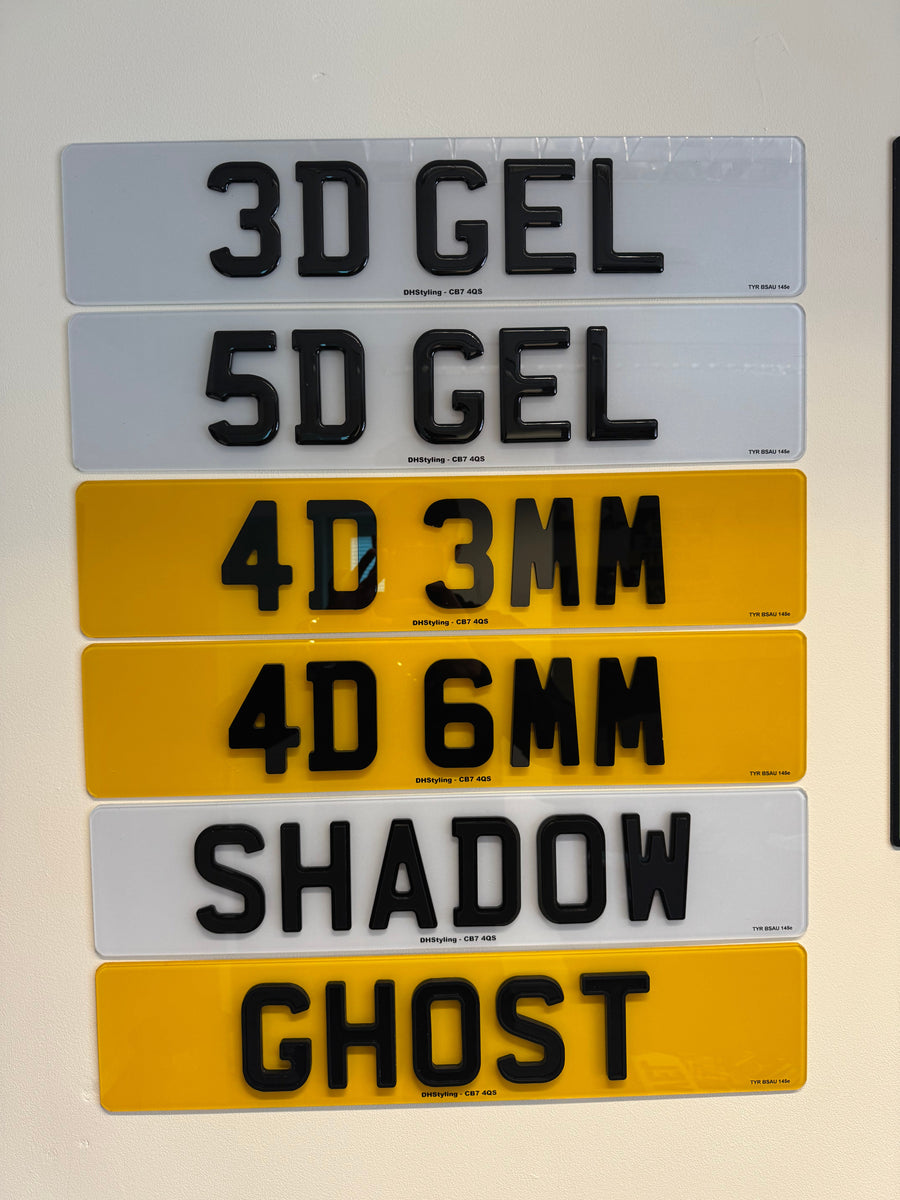 3D GEL
DHStyling - CB7 4QS
TYR BSAU 145e
5D GEL
DHStyling - CB7 4QS
TYR BSAU 145e
4D 3MM
DHStyling - CB7 4QS
TYR BSAU 145e
4D 6MM
DHStyling - CB7 4QS
TYR BSAU 145e
SHADOW
DHStyling - CB7 4QS
TYR BSAU 145e
GHOST
DHStyling - CB7 4QS
TYR BSAU 145e